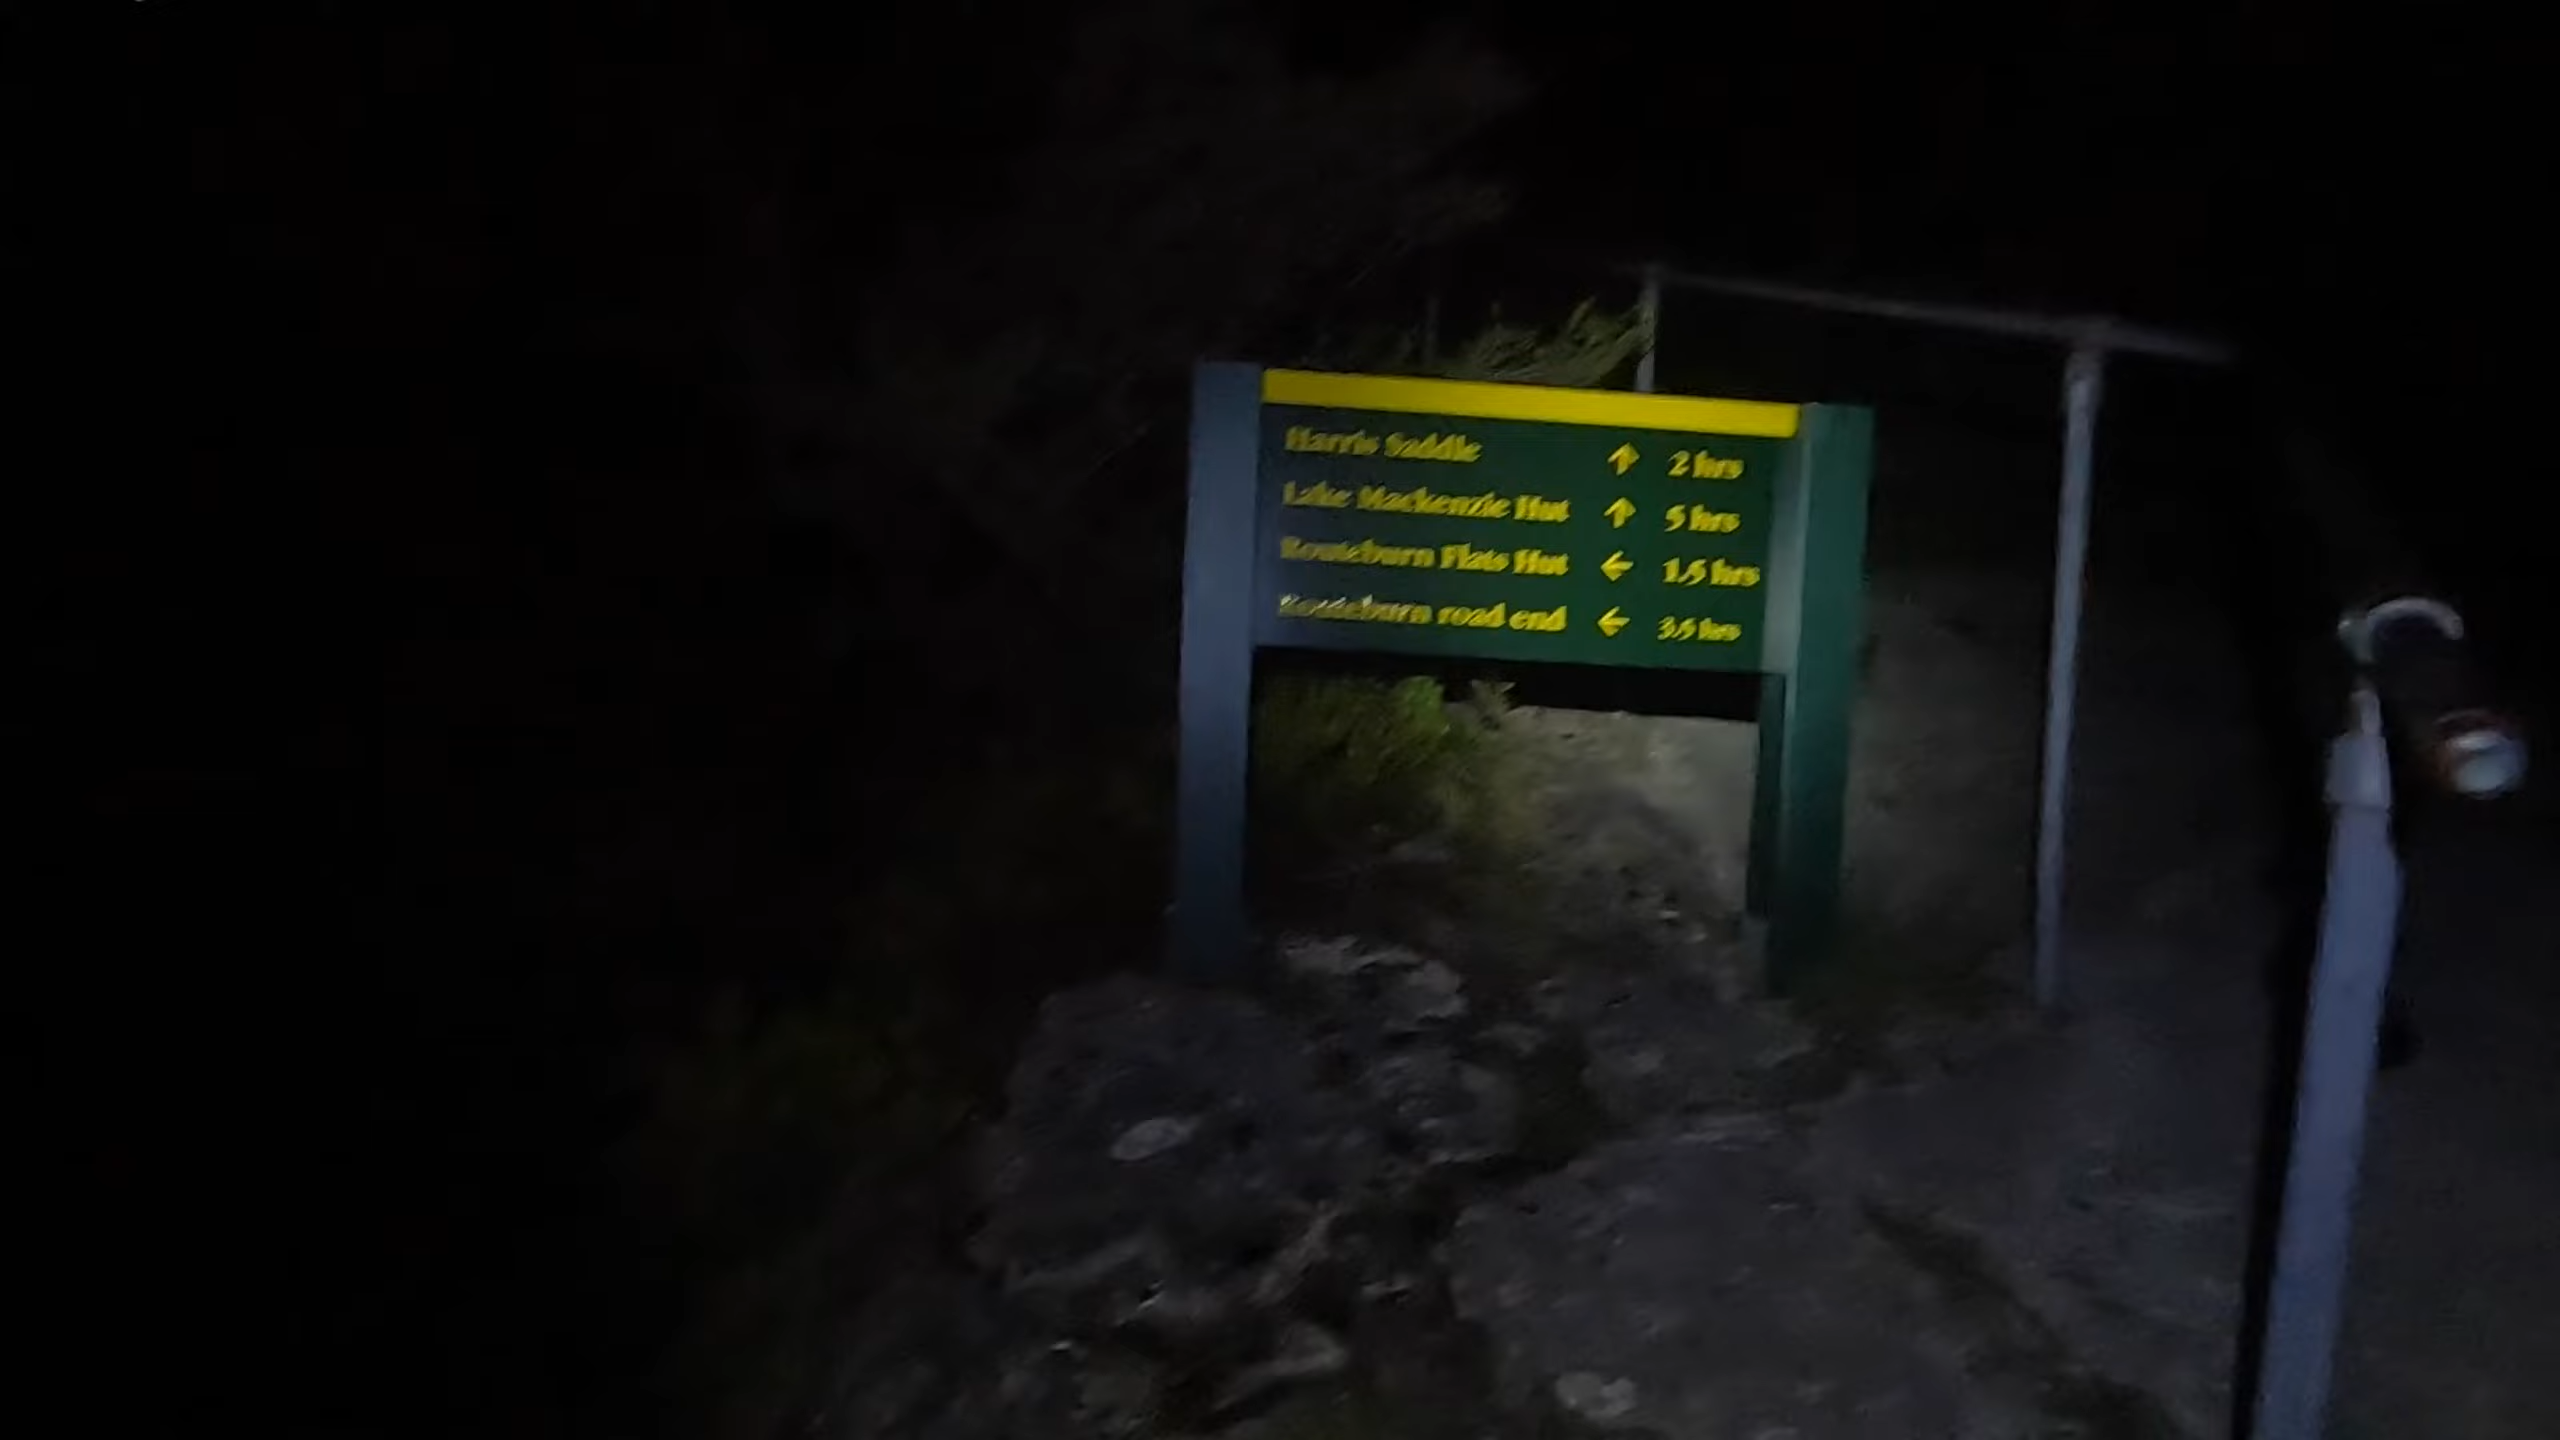 Harris Saddle ↑ 2 hrs
Lake Mackenzie Hut ↑ 5 hrs
Routeburn Flats Hut ← 1.5 hrs
Routeburn road end ← 3.5 hrs